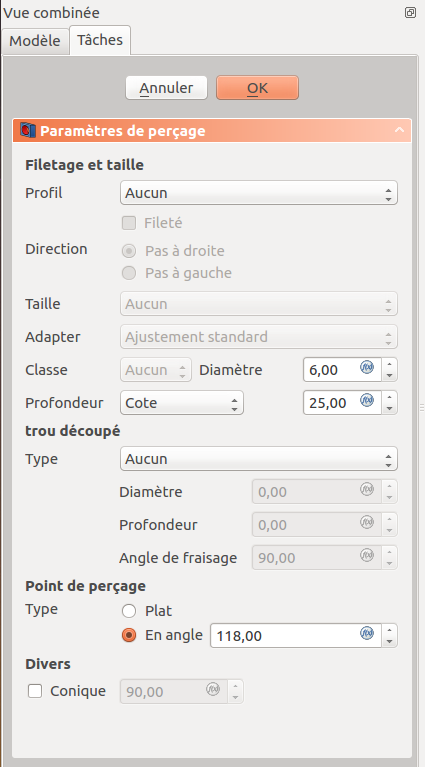 Vue combinée
Modèle Tâches
Annuler OK
Paramètres de perçage
Filetage et taille
Profil Aucun
Fileté
Direction Pas à droite
Pas à gauche
Taille Aucun
Adapter Ajustement standard
Classe Aucun Diamètre 6,00
Profondeur Cote 25,00
trou découpé
Type Aucun
Diamètre 0,00
Profondeur 0,00
Angle de fraisage 90,00
Point de perçage
Type Plat
En angle 118,00
Divers
Conique 90,00